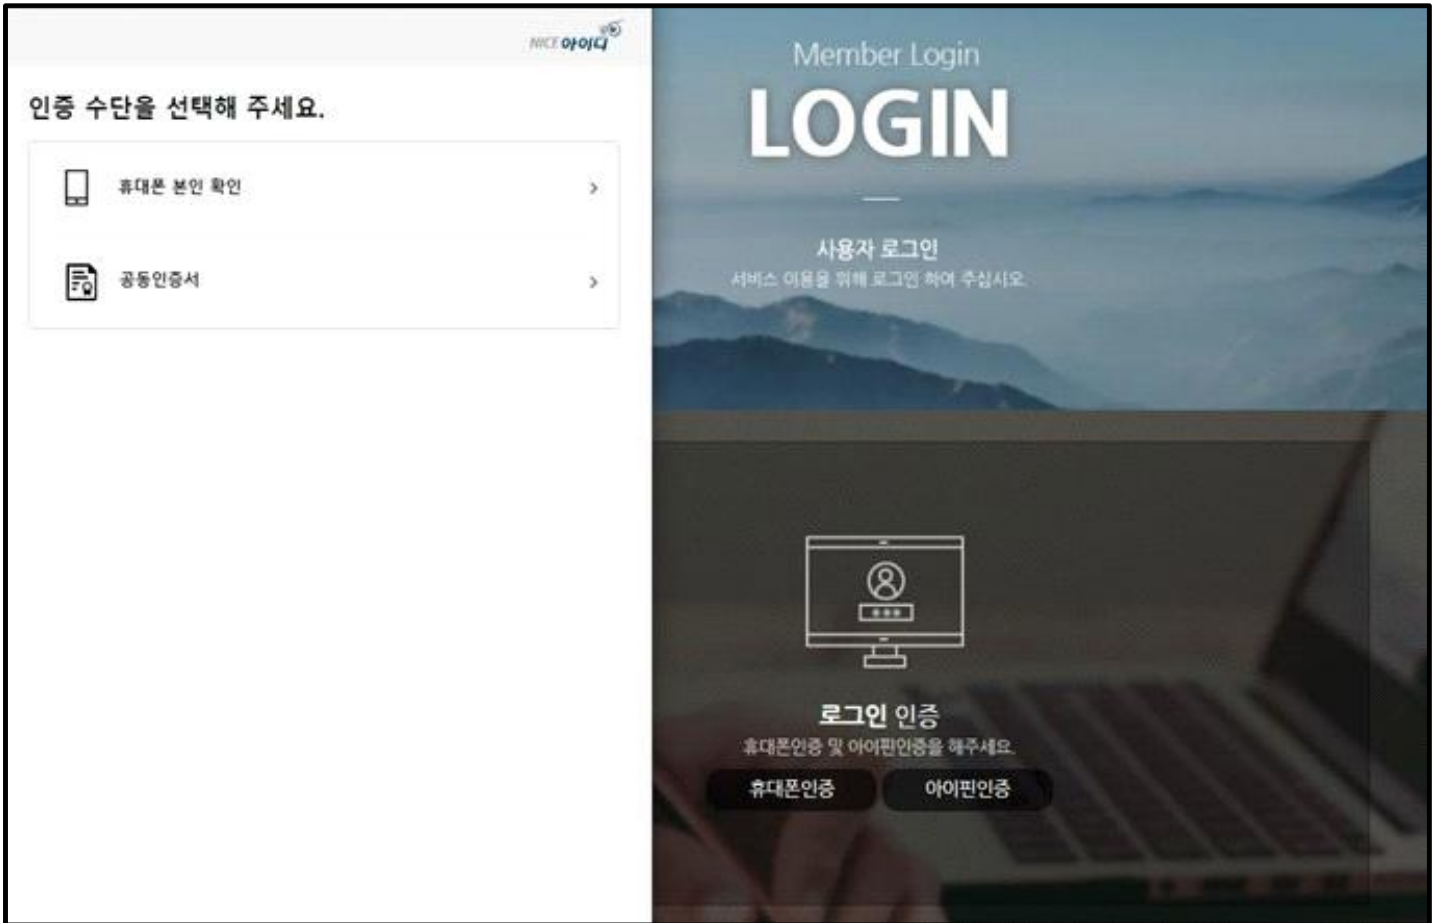 NICE 아이디
인증 수단을 선택해 주세요.
휴대폰 본인 확인
공동인증서
Member Login
LOGIN
사용자 로그인
서비스 이용을 위해 로그인 하여 주십시오.
로그인 인증
휴대폰인증 및 아이핀인증을 해주세요.
휴대폰인증
아이핀인증